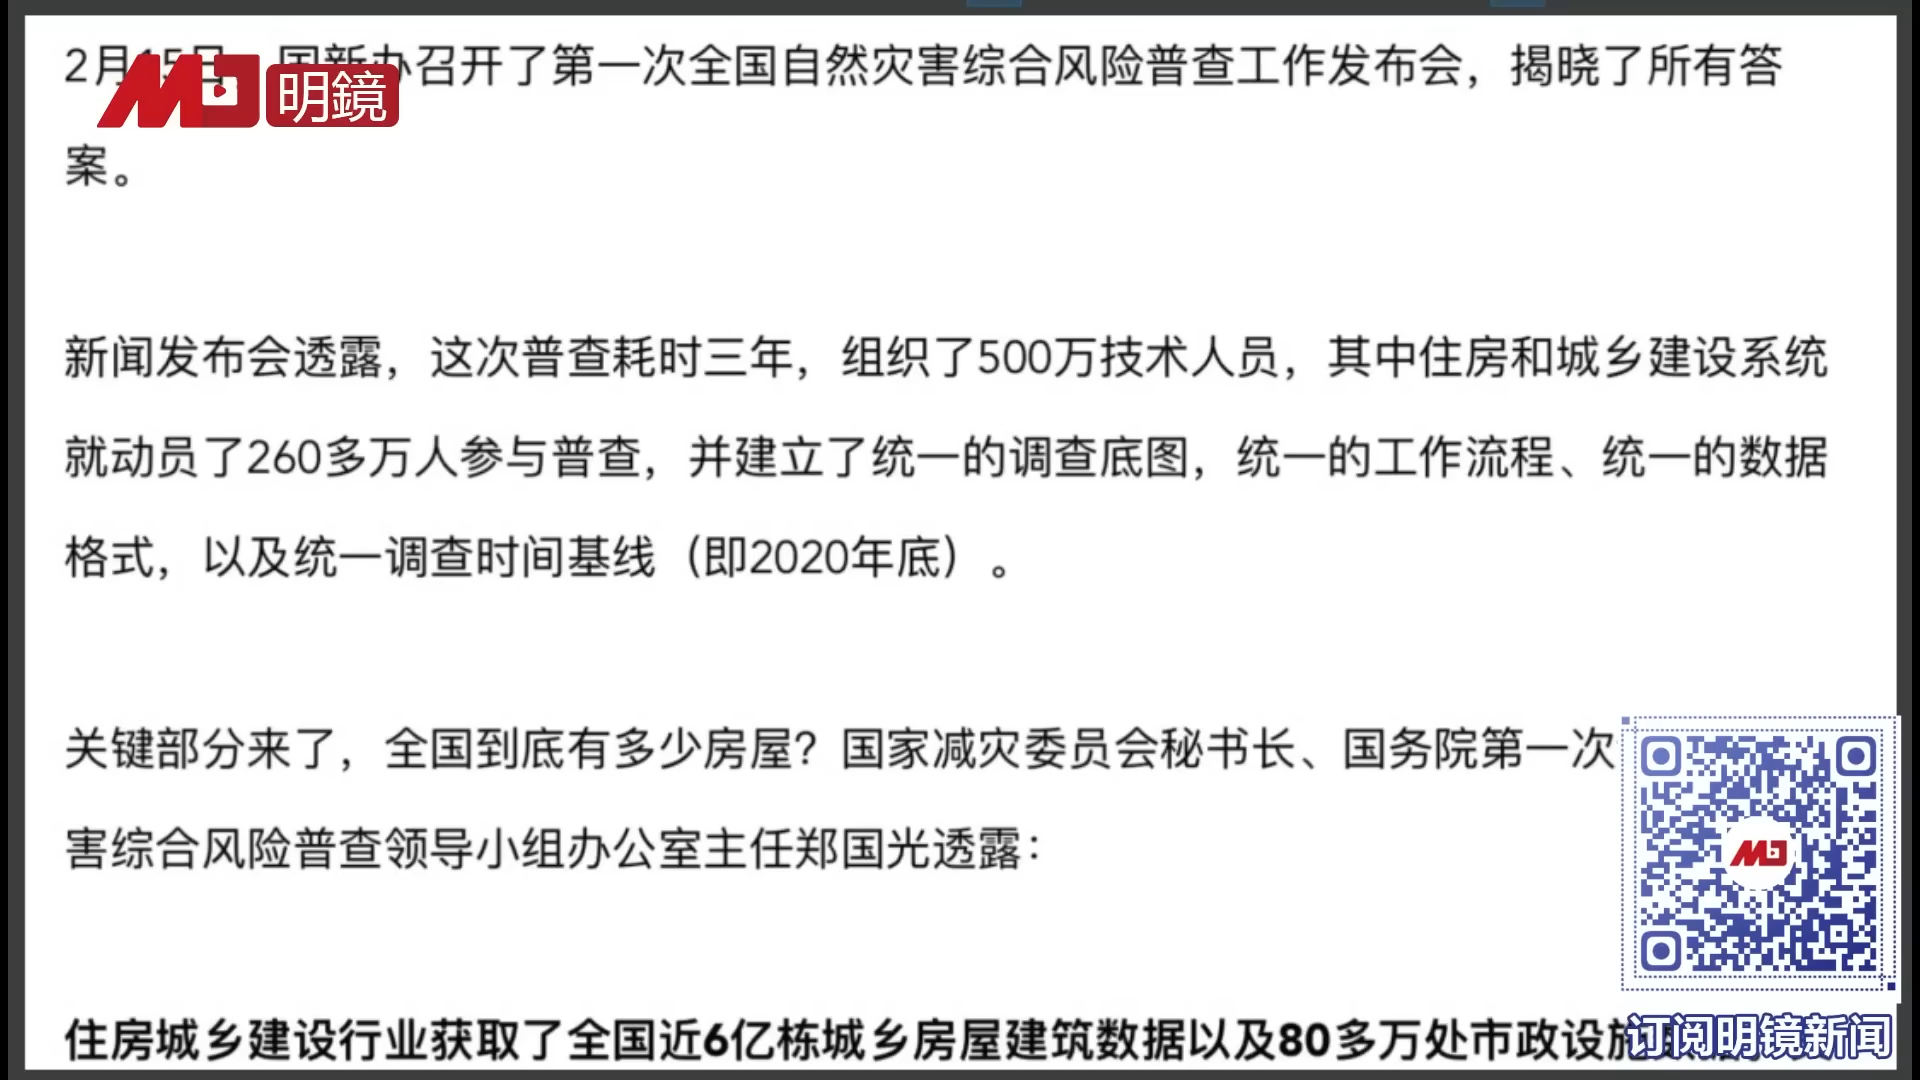 2月15日，国新办召开了第一次全国自然灾害综合风险普查工作发布会，揭晓了所有答
案。
明鏡
新闻发布会透露，这次普查耗时三年，组织了500万技术人员，其中住房和城乡建设系统
就动员了260多万人参与普查，并建立了统一的调查底图，统一的工作流程、统一的数据
格式，以及统一调查时间基线（即2020年底）。
关键部分来了，全国到底有多少房屋？国家减灾委员会秘书长、国务院第一次
害综合风险普查领导小组办公室主任郑国光透露：
住房城乡建设行业获取了全国近6亿栋城乡房屋建筑数据以及80多万处市政设施
订阅明镜新闻